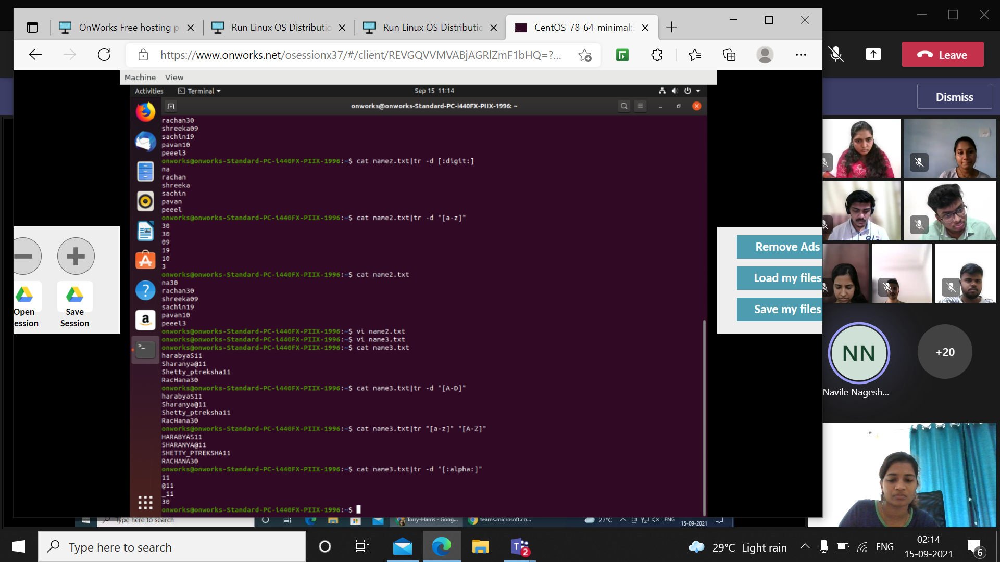 OnWorks Free hosting p
Run Linux OS Distributio
Run Linux OS Distributio
CentOS-78-64-minimal:
https://www.onworks.net/osessionx37/#/client/REVGQVVMVABjAGRlZmF1bHQ=?...
Leave
Machine View
Dismiss
Activities
Terminal
Sep 15 11:14
onworks@onworks-Standard-PC-i440FX-PIIX-1996: ~
rachan30
shreeka09
sachin19
pavan10
peeel3
onworks@onworks-Standard-PC-i440FX-PIIX-1996:~$ cat name2.txt|tr -d [:digit:]
na
rachan
shreeka
sachin
pavan
peeel
onworks@onworks-Standard-PC-i440FX-PIIX-1996:~$ cat name2.txt|tr -d "[a-z]"
30
30
09
19
10
3
onworks@onworks-Standard-PC-i440FX-PIIX-1996:~$ cat name2.txt
na30
rachan30
shreeka09
sachin19
pavan10
peeel3
onworks@onworks-Standard-PC-i440FX-PIIX-1996:~$ vi name2.txt
onworks@onworks-Standard-PC-i440FX-PIIX-1996:~$ vi name3.txt
onworks@onworks-Standard-PC-i440FX-PIIX-1996:~$ cat name3.txt
harabyaS11
Sharanya@11
Shetty_ptreksha11
RacHana30
onworks@onworks-Standard-PC-i440FX-PIIX-1996:~$ cat name3.txt|tr -d "[A-D]"
harabyaS11
Sharanya@11
Shetty_ptreksha11
RacHana30
onworks@onworks-Standard-PC-i440FX-PIIX-1996:~$ cat name3.txt|tr "[a-z]" "[A-Z]"
HARABYAS11
SHARANYA@11
SHETTY_PTREKSHA11
RACHANA30
onworks@onworks-Standard-PC-i440FX-PIIX-1996:~$ cat name3.txt|tr -d "[:alpha:]"
11
@11
_11
30
onworks@onworks-Standard-PC-i440FX-PIIX-1996:~$
Open
ession
Save
Session
Remove Ads
Load my files
Save my files
NN
+20
Navile Nagesh...
Type here to search
Torry-Harris - Goog...
teams.microsoft.co...
27°C
ENG
15-09-2021
Type here to search
2
29°C Light rain
ENG
02:14
15-09-2021
6